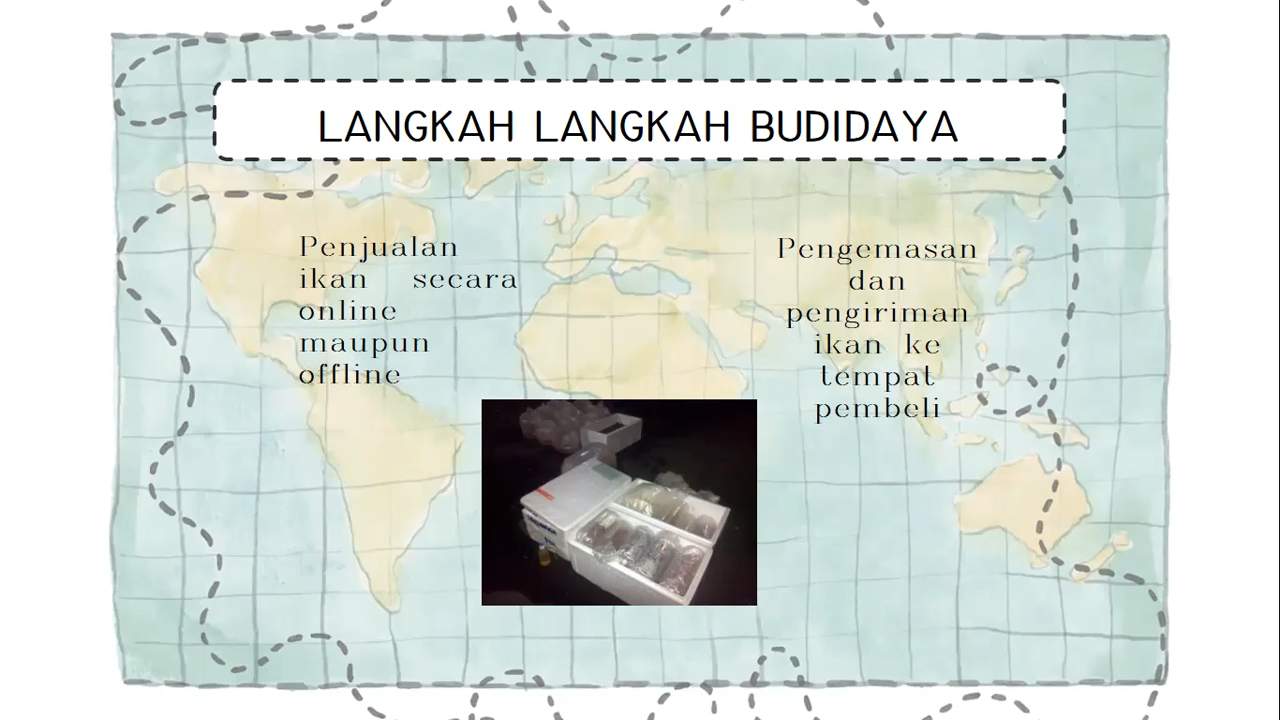 LANGKAH LANGKAH BUDIDAYA
Penjualan
ikan secara
online
maupun
offline
Pengemasan
dan
pengiriman
ikan ke
tempat
pembeli